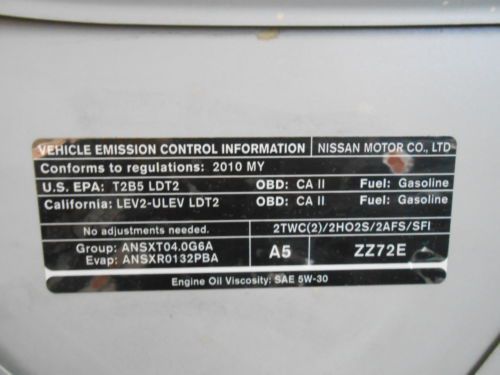 VEHICLE EMISSION CONTROL INFORMATION NISSAN MOTOR CO., LTD
Conforms to regulations: 2010 MY
U.S. EPA: T2B5 LDT2 OBD: CA II Fuel: Gasoline
California: LEV2-ULEV LDT2 OBD: CA II Fuel: Gasoline
No adjustments needed. 2TWC(2)/2HO2S/2AFS/SFI
Group: ANSXT04.0G6A
Evap: ANSXR0132PBA
A5 ZZ72E
Engine Oil Viscosity: SAE 5W-30